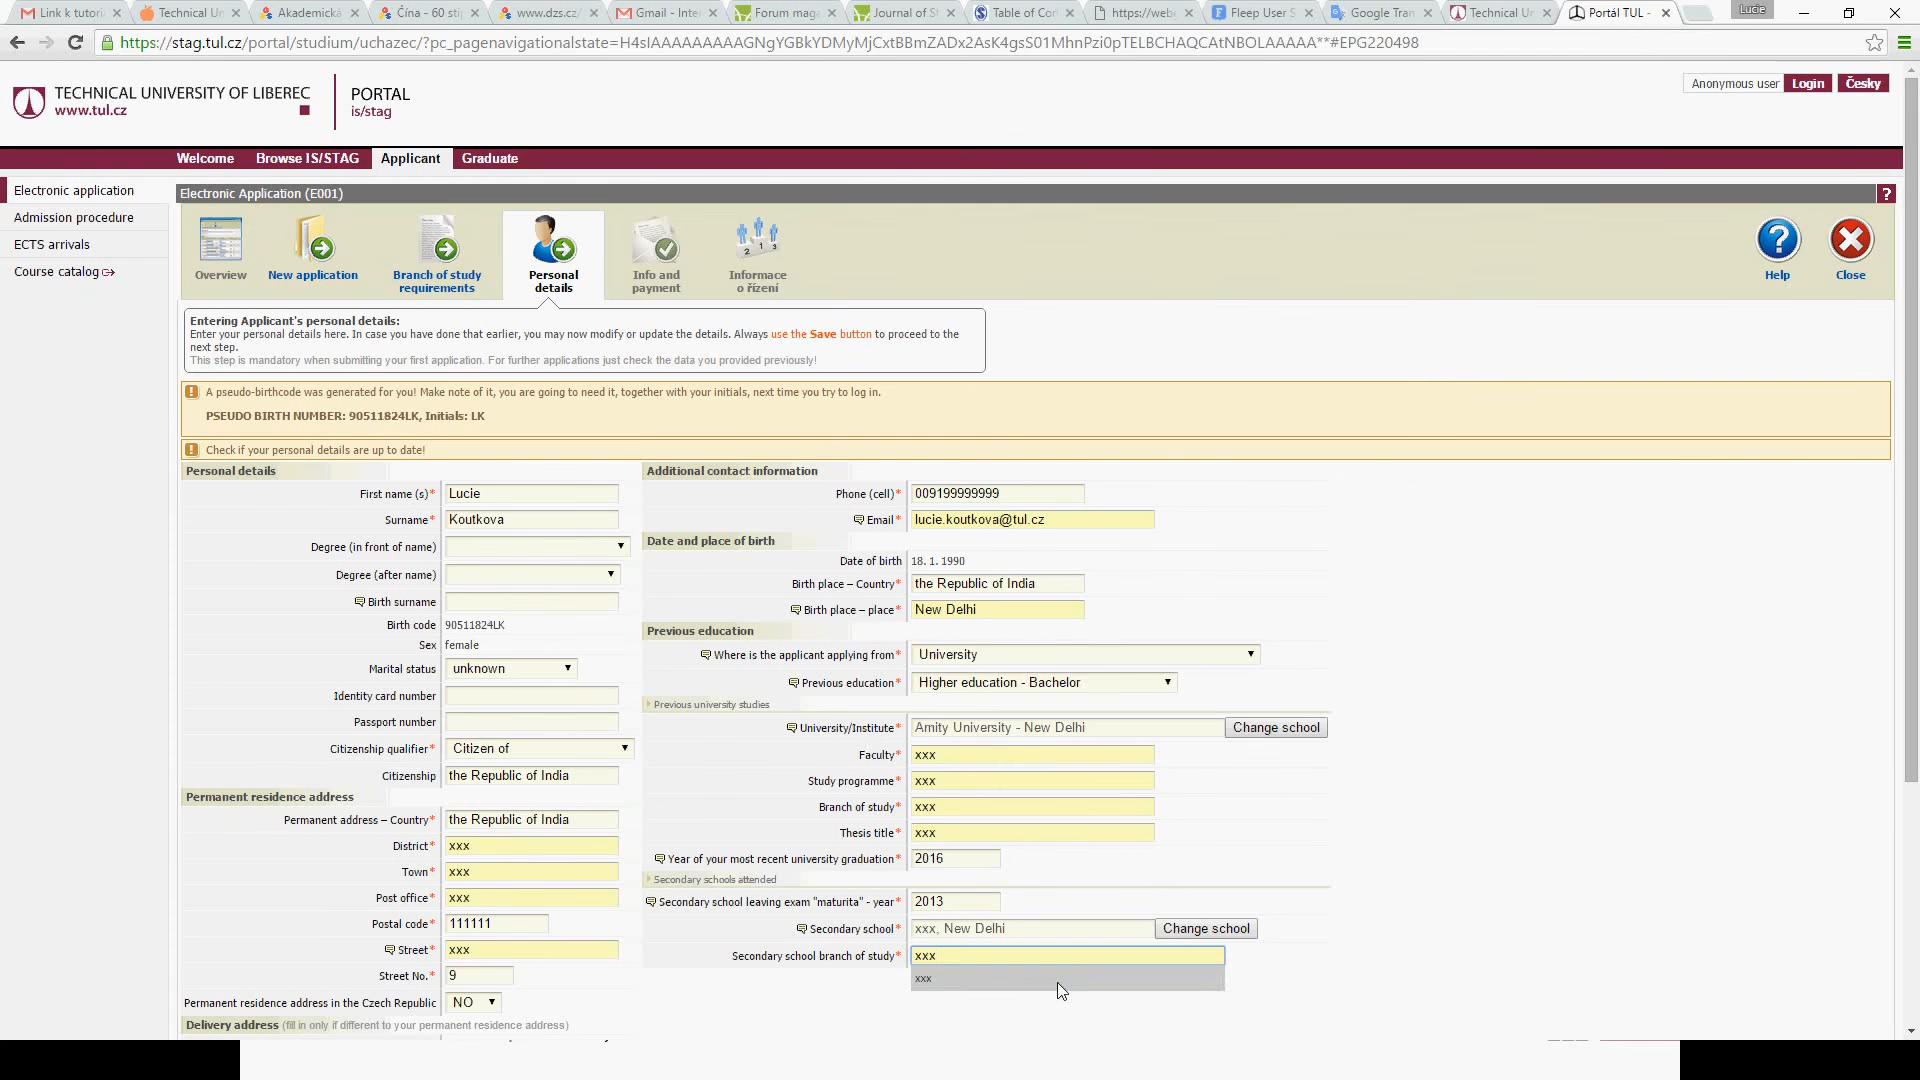 Link k tutori
Technical Un
Akademická
Čína - 60 stip
www.dzs.cz/
Gmail - Inte
Forum maga
Journal of S
Table of Con
https://web
Fleep User S
Google Tran
Technical Un
Portál TUL -
Lucie
https://stag.tul.cz/portal/studium/uchazec/?pc_pagenavigationalstate=H4sIAAAAAAAAAGNgYGBkYDMyMjCxtBBmZADx2AsK4gsS01MhnPzi0pTELBCHAQCAtNBOLAAAAA**#EPG220498
TECHNICAL UNIVERSITY OF LIBEREC
www.tul.cz
PORTAL
is/stag
Anonymous user Login Česky
Welcome Browse IS/STAG Applicant Graduate
Electronic application
Admission procedure
ECTS arrivals
Course catalog
Electronic Application (E001)
?
Overview
New application
Branch of study
requirements
Personal
details
Info and
payment
2 1 3
Informace
o řízení
?
Help
Close
Entering Applicant's personal details:
Enter your personal details here. In case you have done that earlier, you may now modify or update the details. Always use the Save button to proceed to the
next step.
This step is mandatory when submitting your first application. For further applications just check the data you provided previously!
! A pseudo-birthcode was generated for you! Make note of it, you are going to need it, together with your initials, next time you try to log in.
PSEUDO BIRTH NUMBER: 90511824LK, Initials: LK
! Check if your personal details are up to date!
Personal details
First name (s)* Lucie
Surname* Koutkova
Degree (in front of name)
Degree (after name)
Birth surname
Birth code 90511824LK
Sex female
Marital status unknown
Identity card number
Passport number
Citizenship qualifier* Citizen of
Citizenship the Republic of India
Permanent residence address
Permanent address – Country* the Republic of India
District* xxx
Town* xxx
Post office* xxx
Postal code* 111111
Street* xxx
Street No.* 9
Permanent residence address in the Czech Republic NO
Delivery address (fill in only if different to your permanent residence address)
Additional contact information
Phone (cell)* 009199999999
Email* lucie.koutkova@tul.cz
Date and place of birth
Date of birth 18. 1. 1990
Birth place – Country* the Republic of India
Birth place – place* New Delhi
Previous education
Where is the applicant applying from* University
Previous education* Higher education - Bachelor
Previous university studies
University/Institute* Amity University - New Delhi Change school
Faculty* xxx
Study programme* xxx
Branch of study* xxx
Thesis title* xxx
Year of your most recent university graduation* 2016
Secondary schools attended
Secondary school leaving exam "maturita" - year* 2013
Secondary school* xxx, New Delhi Change school
Secondary school branch of study* xxx
xxx